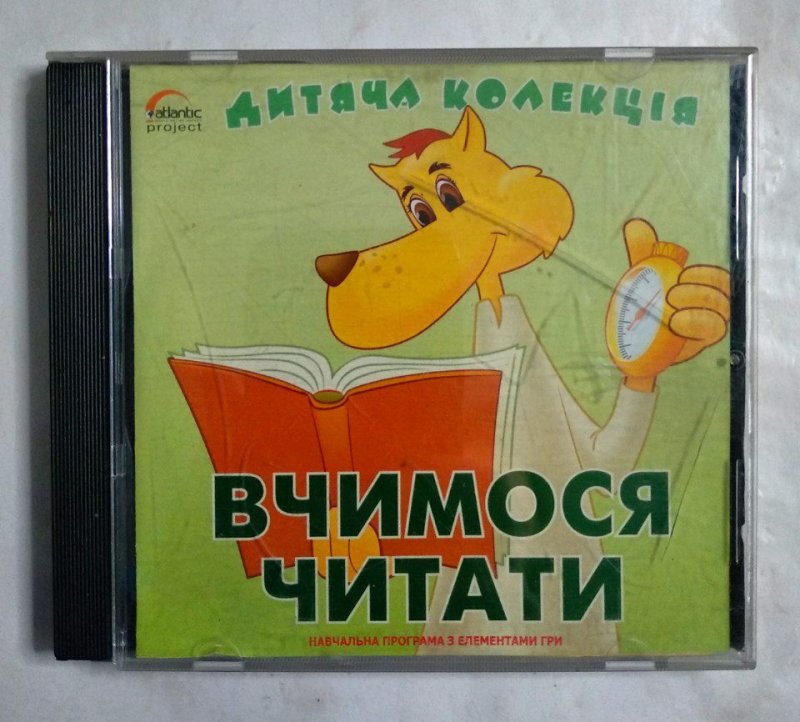 atlantic
project
ДИТЯЧА КОЛЕКЦІЯ
ВЧИМОСЯ
ЧИТАТИ
НАВЧАЛЬНА ПРОГРАМА З ЕЛЕМЕНТАМИ ГРИ